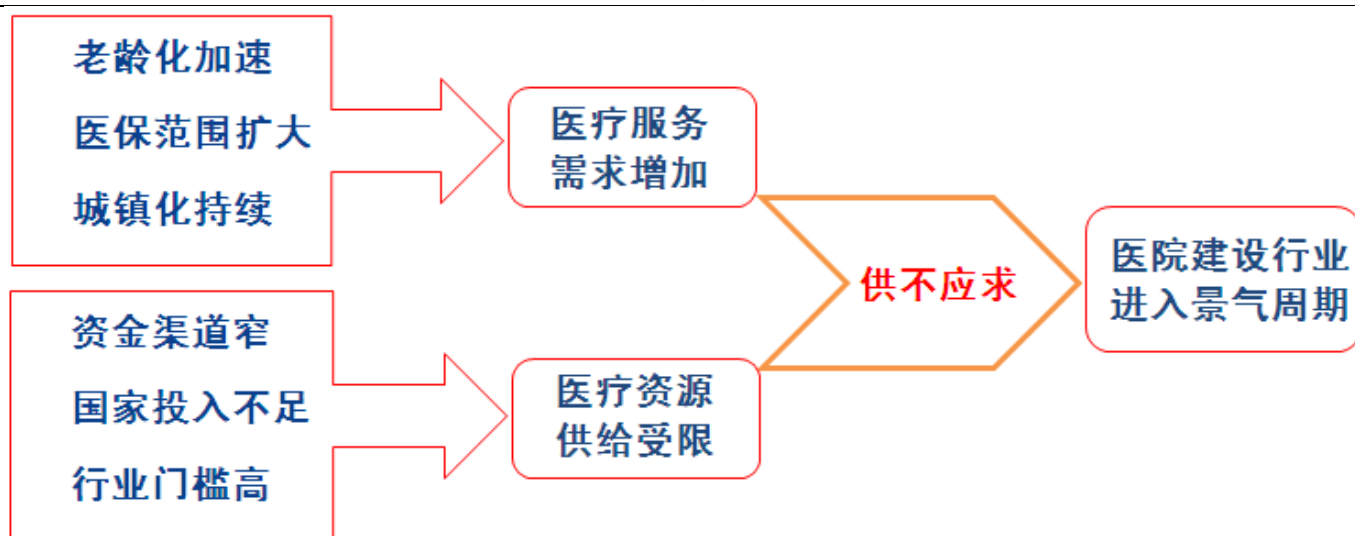 老龄化加速
医保范围扩大
城镇化持续
医疗服务
需求增加
资金渠道窄
国家投入不足
行业门槛高
医疗资源
供给受限
供不应求
医院建设行业
进入景气周期